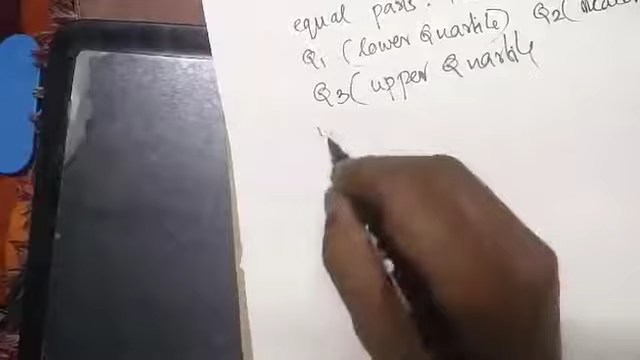 equal parts.
Q1 (lower Quartile) Q2(
Q3( upper Quartile